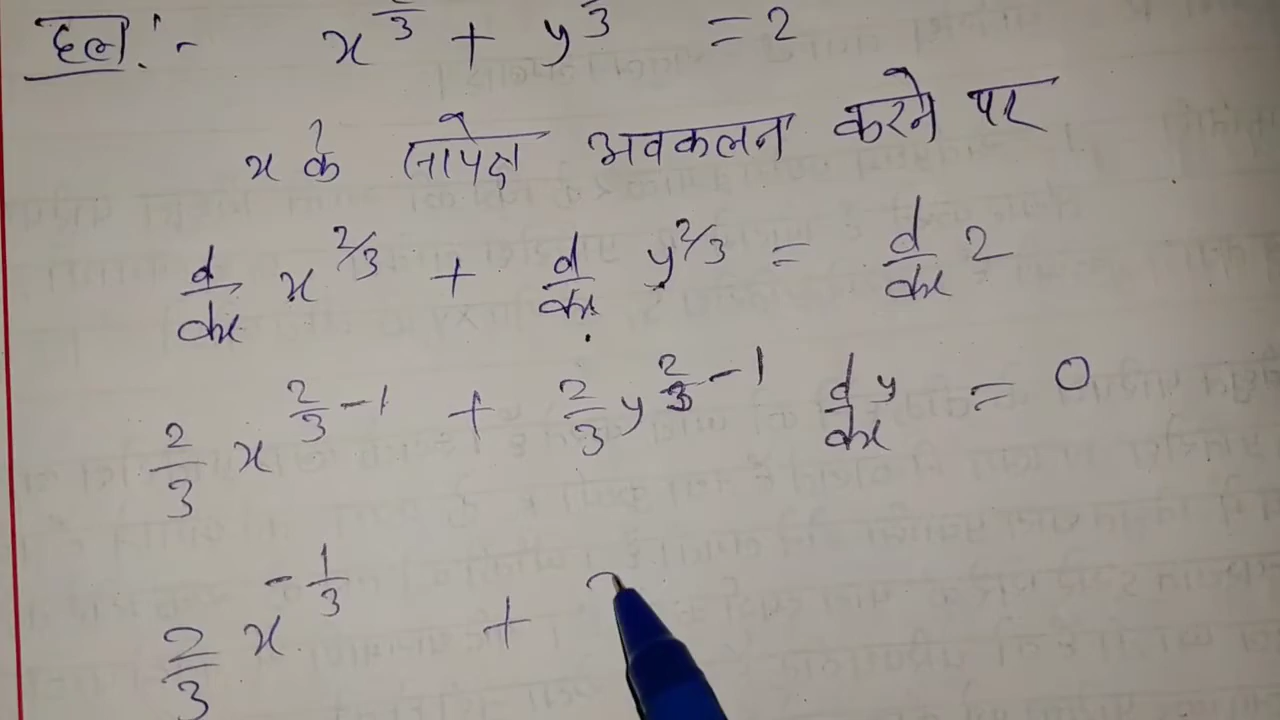 हल :- x^2/3 + y^2/3 = 2
x के सापेक्ष अवकलन करने पर
d/dx x^2/3 + d/dx y^2/3 = d/dx 2
2/3 x^2/3-1 + 2/3 y^2/3-1 dy/dx = 0
2/3 x^-1/3 +